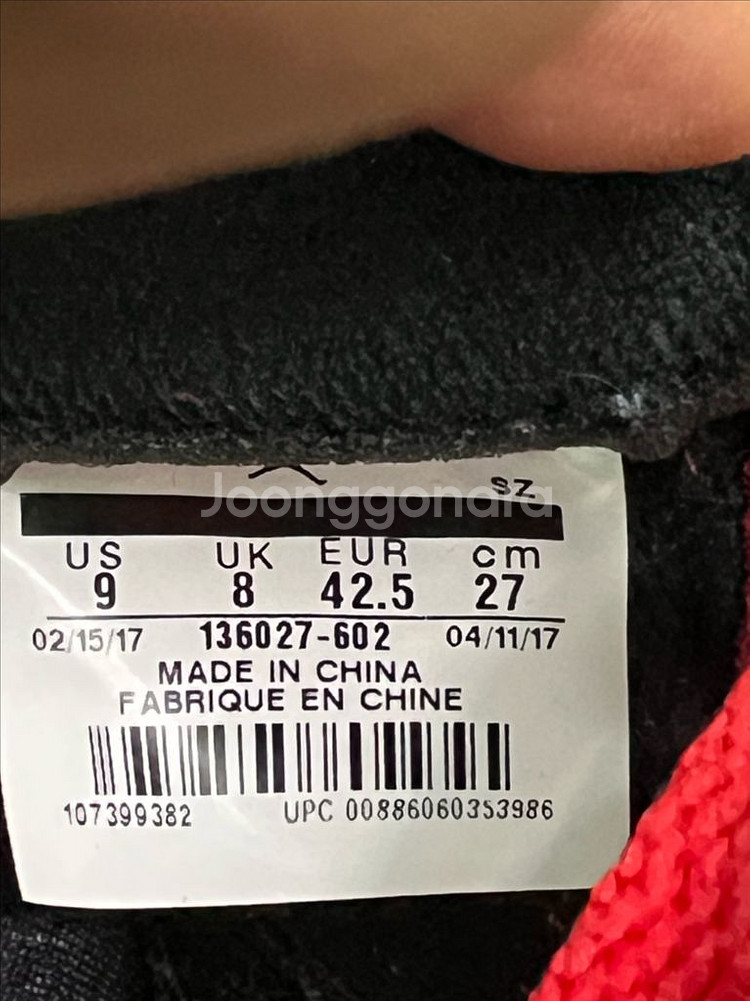 SZ
Joonggonara
US UK EUR cm
9 8 42.5 27
02/15/17 136027-602 04/11/17
MADE IN CHINA
FABRIQUE EN CHINE
107399382 UPC 00886060353986